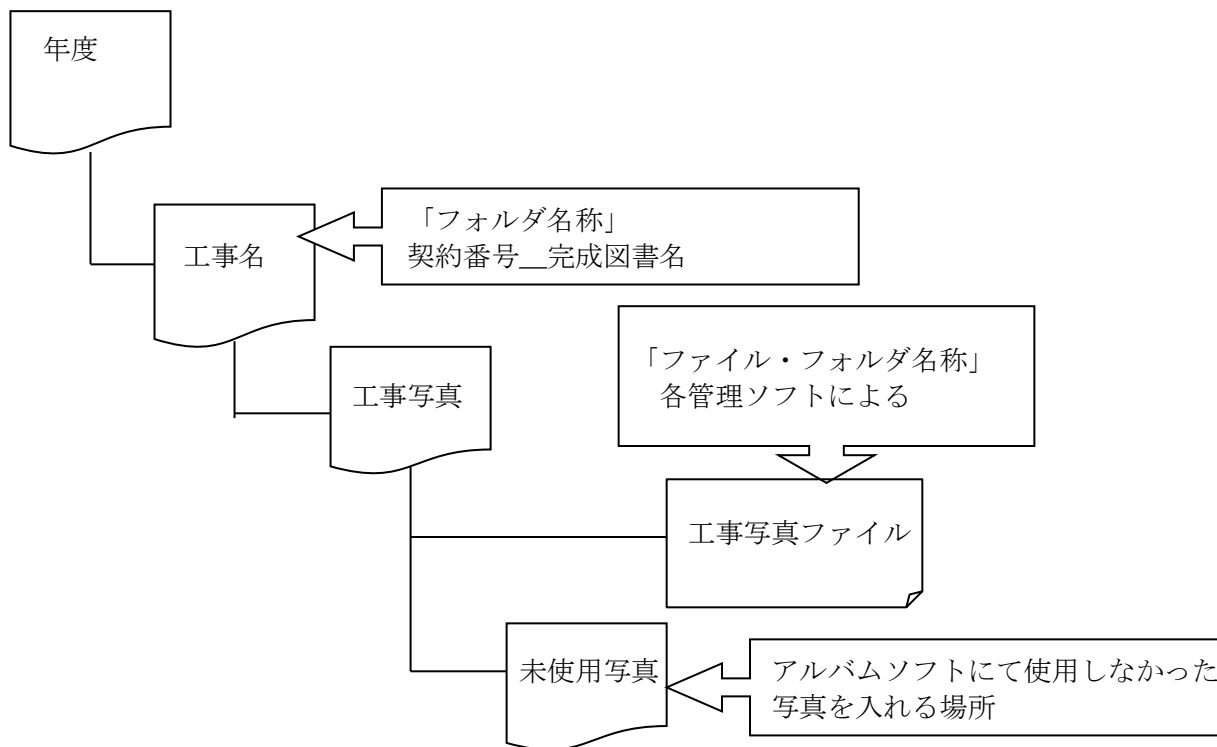 年度
「フォルダ名称」
契約番号__完成図書名
工事名
「ファイル・フォルダ名称」
各管理ソフトによる
工事写真
工事写真ファイル
未使用写真
アルバムソフトにて使用しなかった
写真を入れる場所